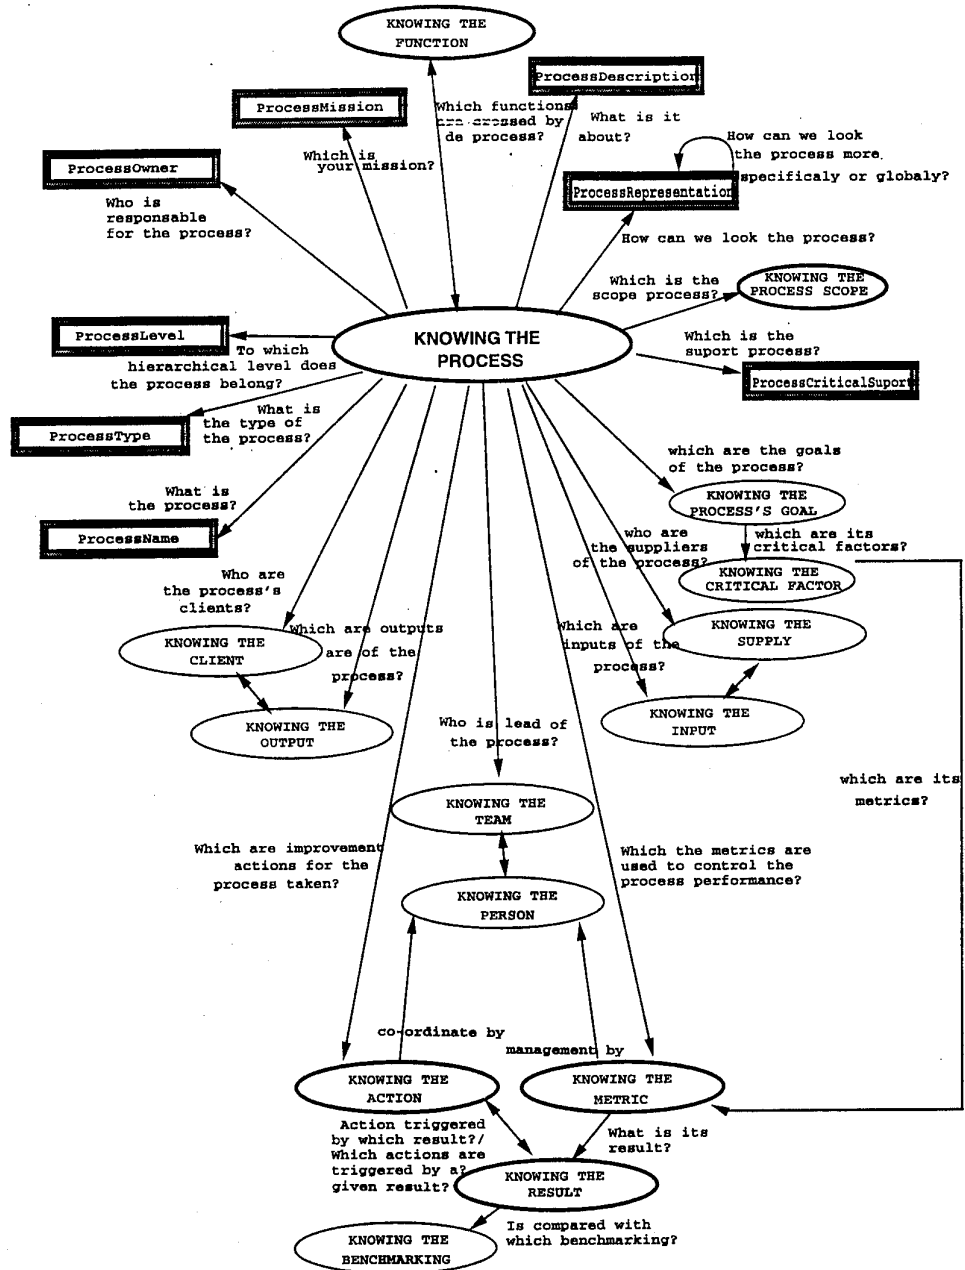 KNOWING THE
FUNCTION
ProcessDescription
ProcessMission
Which functions
are crossed by
de process?
What is it
about?
How can we look
the process more
specificaly or globaly?
Which is
your mission?
ProcessOwner
ProcessRepresentation
Who is
responsable
for the process?
How can we look the process?
Which is the
scope process?
KNOWING THE
PROCESS SCOPE
ProcessLevel
KNOWING THE
PROCESS
Which is the
suport process?
To which
hierarchical level does
the process belong?
ProcessCriticalSuport
What is
the type of
the process?
ProcessType
which are the goals
of the process?
What is
the process?
KNOWING THE
PROCESS'S GOAL
ProcessName
who are
the suppliers
of the process?
which are its
critical factors?
KNOWING THE
CRITICAL FACTOR
Who are
the process's
clients?
Which are outputs
are of the
process?
Which are
inputs of the
process?
KNOWING THE
SUPPLY
KNOWING THE
CLIENT
KNOWING THE
OUTPUT
KNOWING THE
INPUT
Who is lead of
the process?
which are its
metrics?
KNOWING THE
TEAM
Which are improvement
actions for the
process taken?
Which the metrics are
used to control the
process performance?
KNOWING THE
PERSON
co-ordinate by
management by
KNOWING THE
ACTION
KNOWING THE
METRIC
Action triggered
by which result?/
Which actions are
triggered by a?
given result?
What is its
result?
KNOWING THE
RESULT
Is compared with
which benchmarking?
KNOWING THE
BENCHMARKING